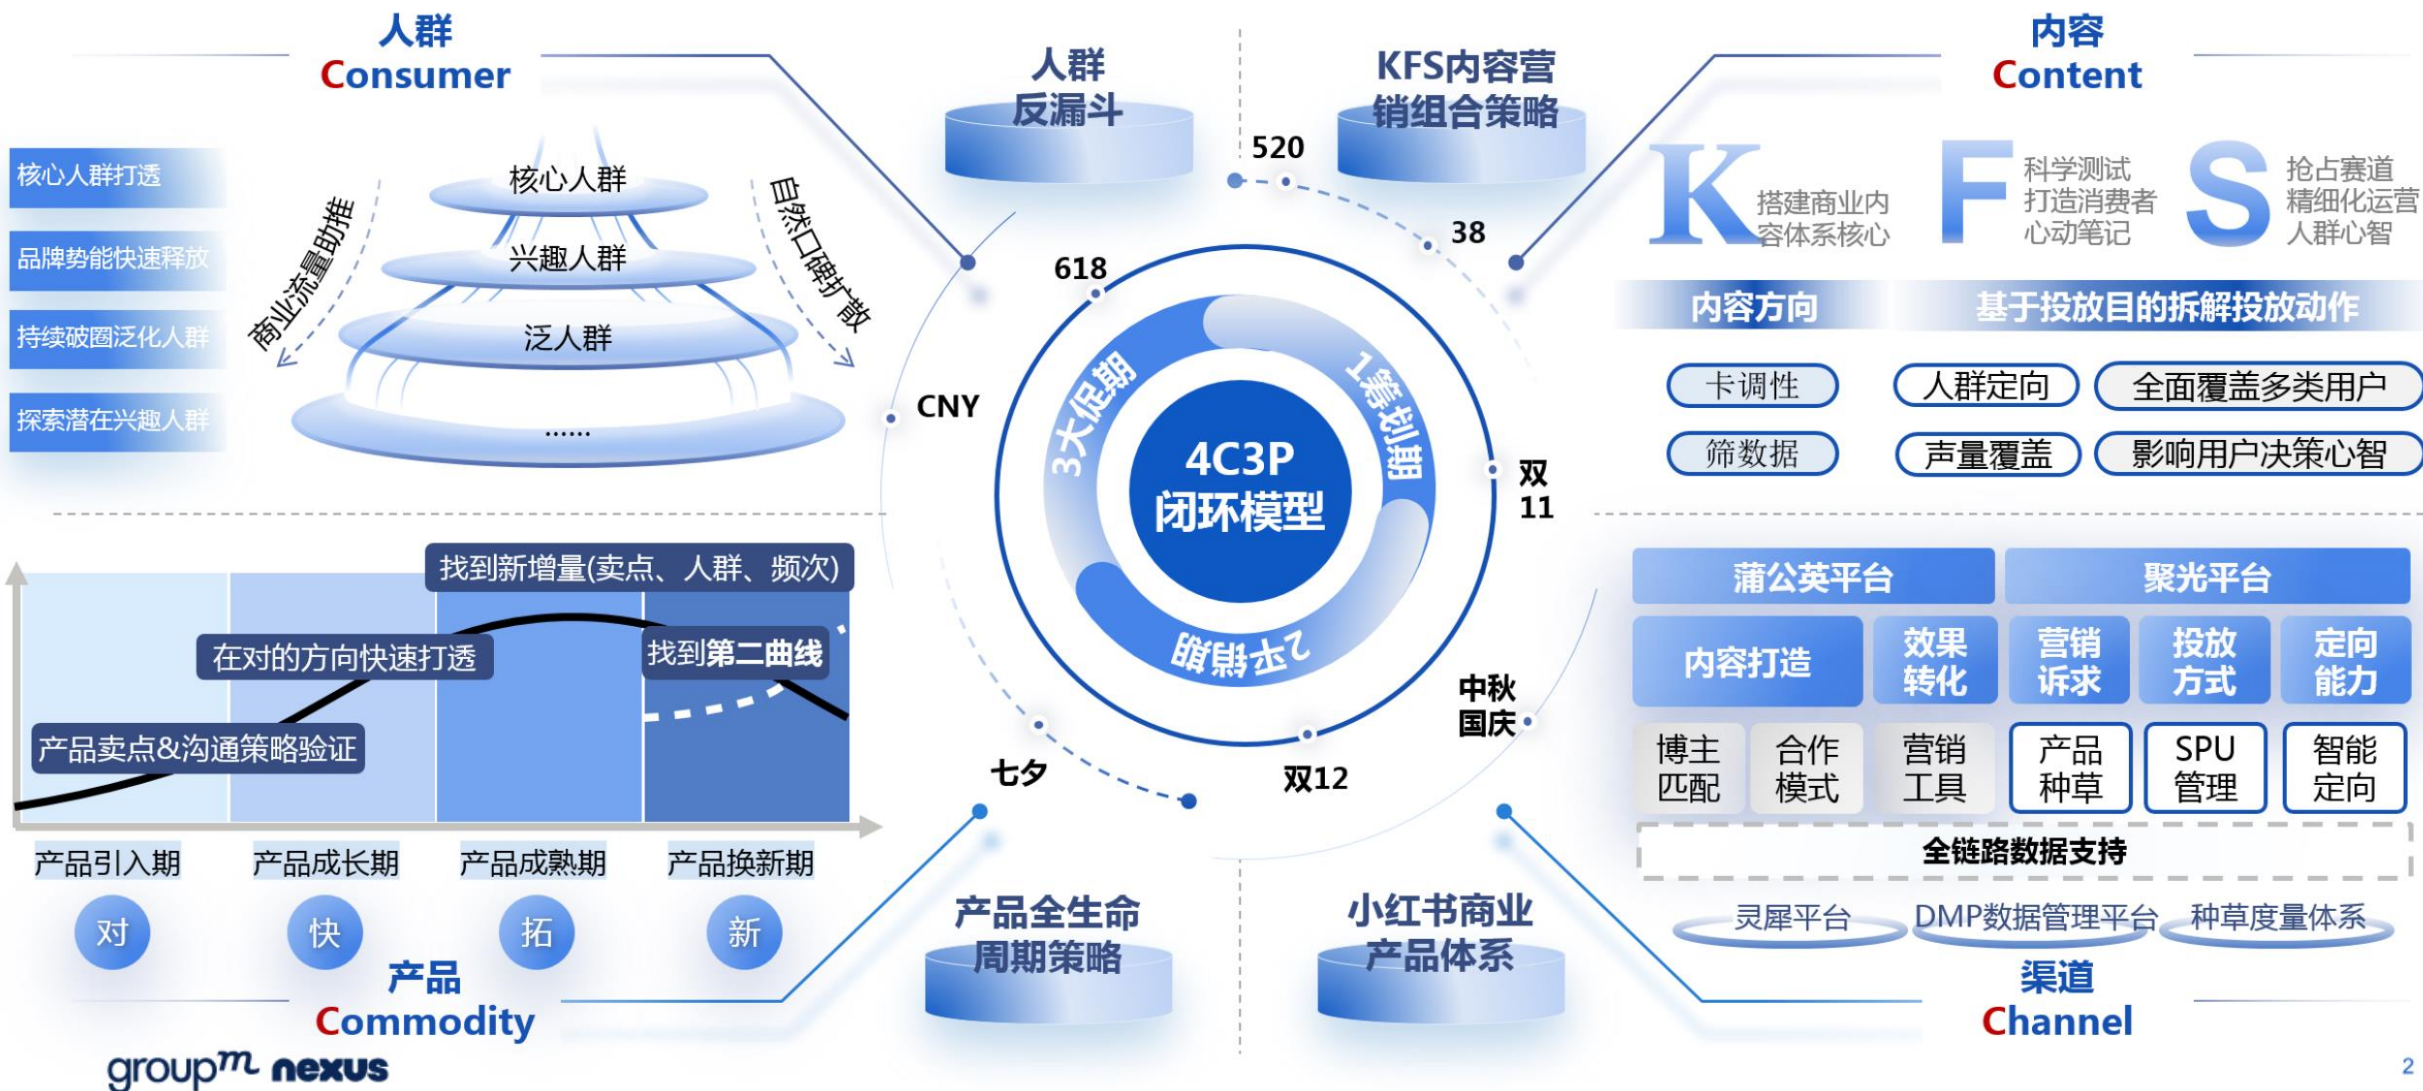 人群
Consumer
核心人群打透
品牌势能快速释放
持续破圈泛化人群
探索潜在兴趣人群
商业流量助推
核心人群
兴趣人群
泛人群
......
自然口碑扩散
人群
反漏斗
KFS内容营
销组合策略
内容
Content
K
搭建商业内
容体系核心
F
科学测试
打造消费者
心动笔记
S
抢占赛道
精细化运营
人群心智
内容方向
基于投放目的拆解投放动作
卡调性
人群定向
全面覆盖多类用户
筛数据
声量覆盖
影响用户决策心智
520
38
618
CNY
双
11
中秋
国庆
双12
七夕
1筹划期
2平销期
3大促期
4C3P
闭环模型
找到新增量(卖点、人群、频次)
在对的方向快速打透
找到第二曲线
产品卖点&沟通策略验证
产品引入期
产品成长期
产品成熟期
产品换新期
对
快
拓
新
产品
Commodity
产品全生命
周期策略
小红书商业
产品体系
蒲公英平台
聚光平台
内容打造
效果
转化
营销
诉求
投放
方式
定向
能力
博主
匹配
合作
模式
营销
工具
产品
种草
SPU
管理
智能
定向
全链路数据支持
灵犀平台
DMP数据管理平台
种草度量体系
渠道
Channel
groupm nexus
2